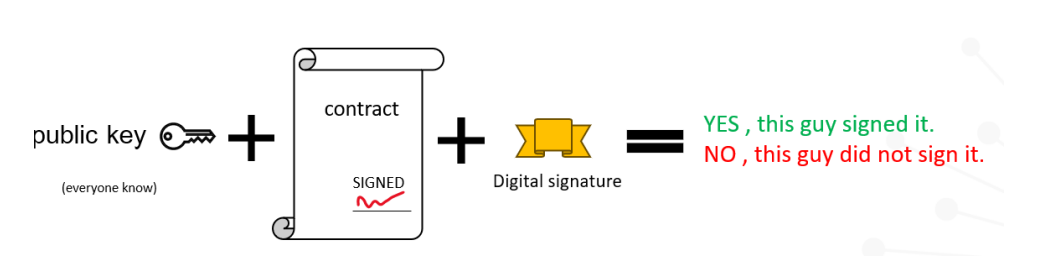 public key
(everyone know)
contract
SIGNED
Digital signature
YES , this guy signed it.
NO , this guy did not sign it.